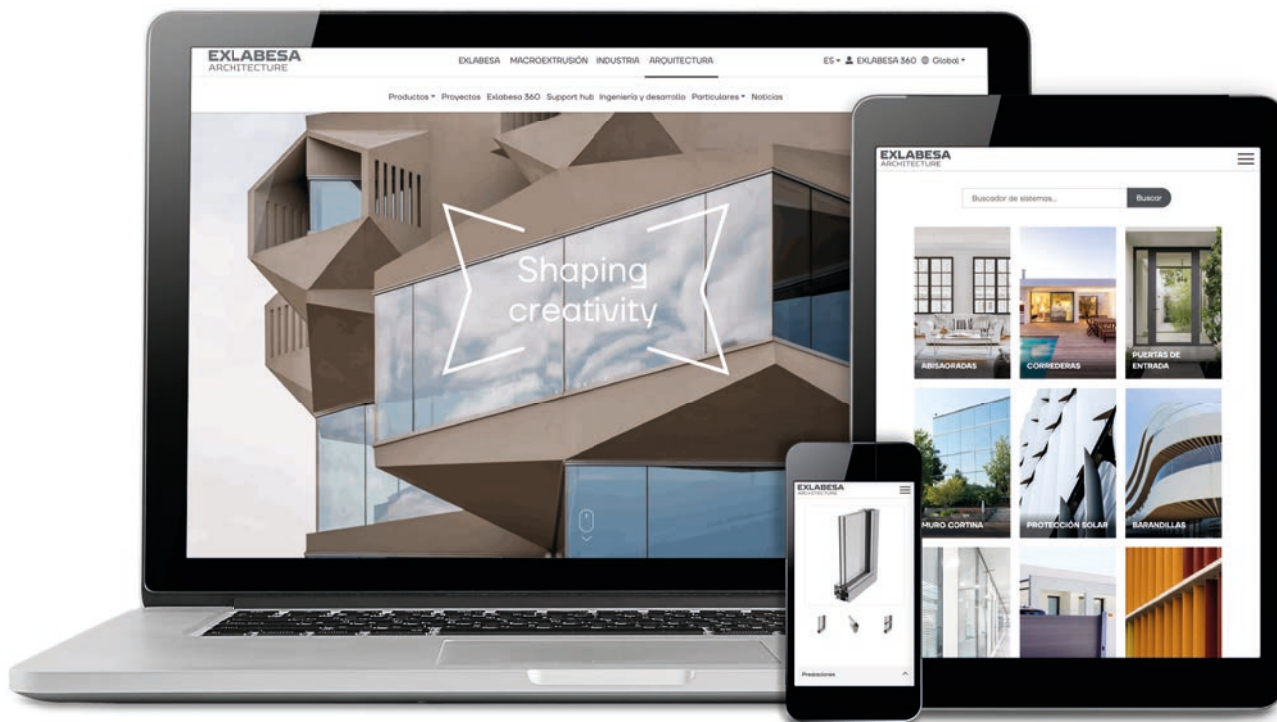 EXLABESA
ARCHITECTURE
EXLABESA MACROEXTRUSIÓN INDUSTRIA ARQUITECTURA
ES EXLABESA 360 Global
Productos Proyectos Exlabesa 360 Support hub Ingeniería y desarrollo Particulares Noticias
Shaping
creativity
EXLABESA
ARCHITECTURE
Buscador de sistemas...
Buscar
ABISAGRADAS
CORREDERAS
PUERTAS DE
ENTRADA
MURO CORTINA
PROTECCIÓN SOLAR
BARANDILLAS
EXLABESA
ARCHITECTURE
Prestaciones